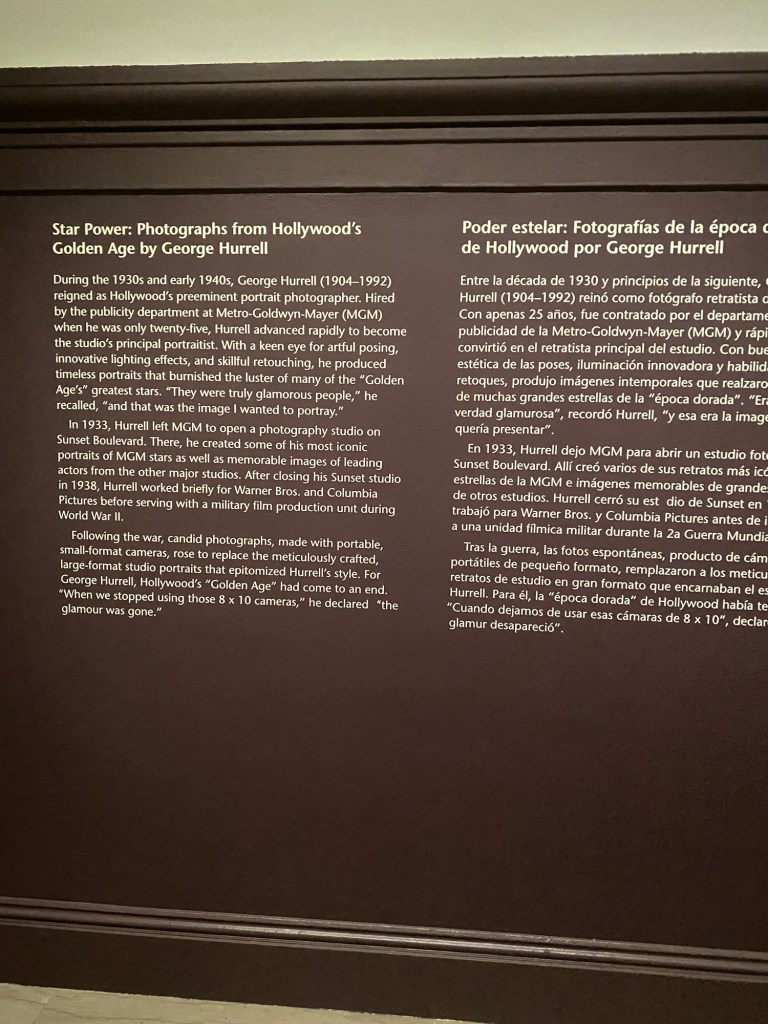 Star Power: Photographs from Hollywood's
Golden Age by George Hurrell
During the 1930s and early 1940s, George Hurrell (1904–1992)
reigned as Hollywood's preeminent portrait photographer. Hired
by the publicity department at Metro-Goldwyn-Mayer (MGM)
when he was only twenty-five, Hurrell advanced rapidly to become
the studio's principal portraitist. With a keen eye for artful posing,
innovative lighting effects, and skillful retouching, he produced
timeless portraits that burnished the luster of many of the "Golden
Age's" greatest stars. "They were truly glamorous people," he
recalled, "and that was the image I wanted to portray."
In 1933, Hurrell left MGM to open a photography studio on
Sunset Boulevard. There, he created some of his most iconic
portraits of MGM stars as well as memorable images of leading
actors from the other major studios. After closing his Sunset studio
in 1938, Hurrell worked briefly for Warner Bros. and Columbia
Pictures before serving with a military film production unit during
World War II.
Following the war, candid photographs, made with portable,
small-format cameras, rose to replace the meticulously crafted,
large-format studio portraits that epitomized Hurrell's style. For
George Hurrell, Hollywood's "Golden Age" had come to an end.
"When we stopped using those 8 x 10 cameras," he declared "the
glamour was gone."
Poder estelar: Fotografías de la época
de Hollywood por George Hurrell
Entre la década de 1930 y principios de la siguiente,
Hurrell (1904–1992) reinó como fotógrafo retratista
Con apenas 25 años, fue contratado por el departame
publicidad de la Metro-Goldwyn-Mayer (MGM) y rápi
convirtió en el retratista principal del estudio. Con bue
estética de las poses, iluminación innovadora y habilid
retoques, produjo imágenes intemporales que realzaro
de muchas grandes estrellas de la "época dorada". "Era
verdad glamurosa", recordó Hurrell, "y esa era la image
quería presentar".
En 1933, Hurrell dejo MGM para abrir un estudio foto
Sunset Boulevard. Allí creó varios de sus retratos más icó
estrellas de la MGM e imágenes memorables de grande
de otros estudios. Hurrell cerró su est dio de Sunset en
trabajó para Warner Bros. y Columbia Pictures antes de i
a una unidad fílmica militar durante la 2a Guerra Mundia
Tras la guerra, las fotos espontáneas, producto de cám
portátiles de pequeño formato, remplazaron a los meticu
retratos de estudio en gran formato que encarnaban el es
Hurrell. Para él, la "época dorada" de Hollywood había te
"Cuando dejamos de usar esas cámaras de 8 x 10", declar
glamur desapareció".